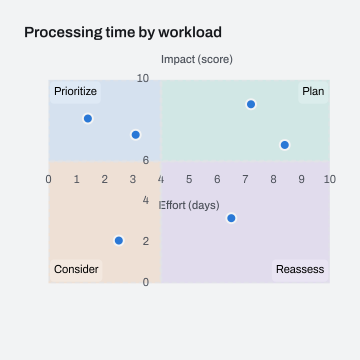 Processing time by workload
Impact (score)
10
Prioritize
Plan
6
0 1 2 3 4 5 6 7 8 9 10
4
Effort (days)
2
Consider
Reassess
0